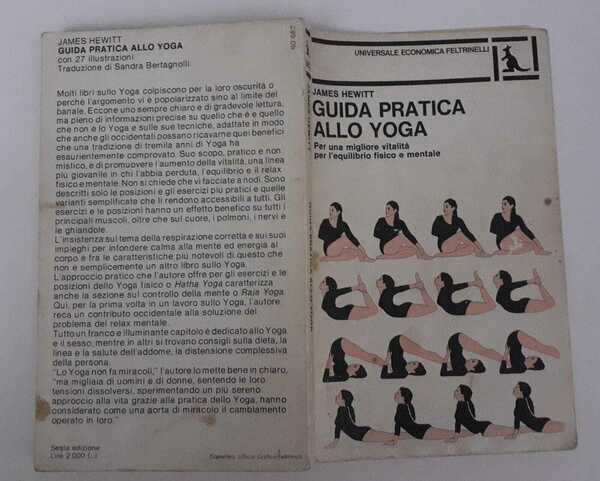 JAMES HEWITT
GUIDA PRATICA ALLO YOGA
con 27 illustrazioni
Traduzione di Sandra Bertagnolli
Molti libri sullo Yoga colpiscono per la loro oscurità o
perché l'argomento vi è popolarizzato sino al limite del
banale. Eccone uno sempre chiaro e di gradevole lettura,
ma pieno di informazioni precise su quello che è e quello
che non è lo Yoga e sulle sue tecniche, adattate in modo
che anche gli occidentali possano ricavarne quei benefici
che una tradizione di tremila anni di Yoga ha
esaurientemente comprovato. Suo scopo, pratico e non
mistico, è di promuovere l'aumento della vitalità, una linea
più giovanile in chi l'abbia perduta, l'equilibrio e il relax
fisico e mentale. Non si chiede che vi facciate a nodi. Sono
descritti solo le posizioni e gli esercizi più pratici e quelle
varianti semplificate che li rendono accessibili a tutti. Gli
esercizi e le posizioni hanno un effetto benefico su tutti i
principali muscoli, oltre che sul cuore, i polmoni, i nervi e
le ghiandole.
L'insistenza sul tema della respirazione corretta e sui suoi
impieghi per infondere calma alla mente ed energia al
corpo è fra le caratteristiche più notevoli di questo che
non è semplicemente un altro libro sullo Yoga.
L'approccio pratico che l'autore offre per gli esercizi e le
posizioni dello Yoga fisico o Hatha Yoga caratterizza
anche la sezione sul controllo della mente o Raja Yoga.
Qui, per la prima volta in un lavoro sullo Yoga, l'autore
reca un contributo occidentale alla soluzione del
problema del relax mentale.
Tutto un franco e illuminante capitolo è dedicato allo Yoga
e il sesso, mentre in altri si trovano consigli sulla dieta, la
linea e la salute dell'addome, la distensione complessiva
della persona.
"Lo Yoga non fa miracoli," l'autore lo mette bene in chiaro,
"ma migliaia di uomini e di donne, sentendo le loro
tensioni dissolversi, sperimentando un più sereno
approccio alla vita grazie alla pratica dello Yoga, hanno
considerato come una sorta di miracolo il cambiamento
operato in loro."
Sesta edizione
Lire 2.000 (..)
UNIVERSALE ECONOMICA FELTRINELLI
JAMES HEWITT
GUIDA PRATICA
ALLO YOGA
Per una migliore vitalità
per l'equilibrio fisico e mentale